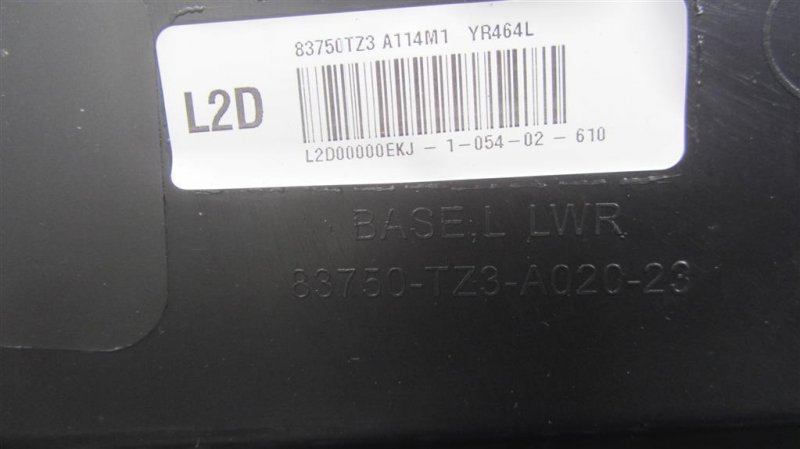 83750TZ3 A114M1 YR464L
L2D
L2D00000EKJ - 1-054-02-610
BASE,L LWR
83750-TZ3-A020-23